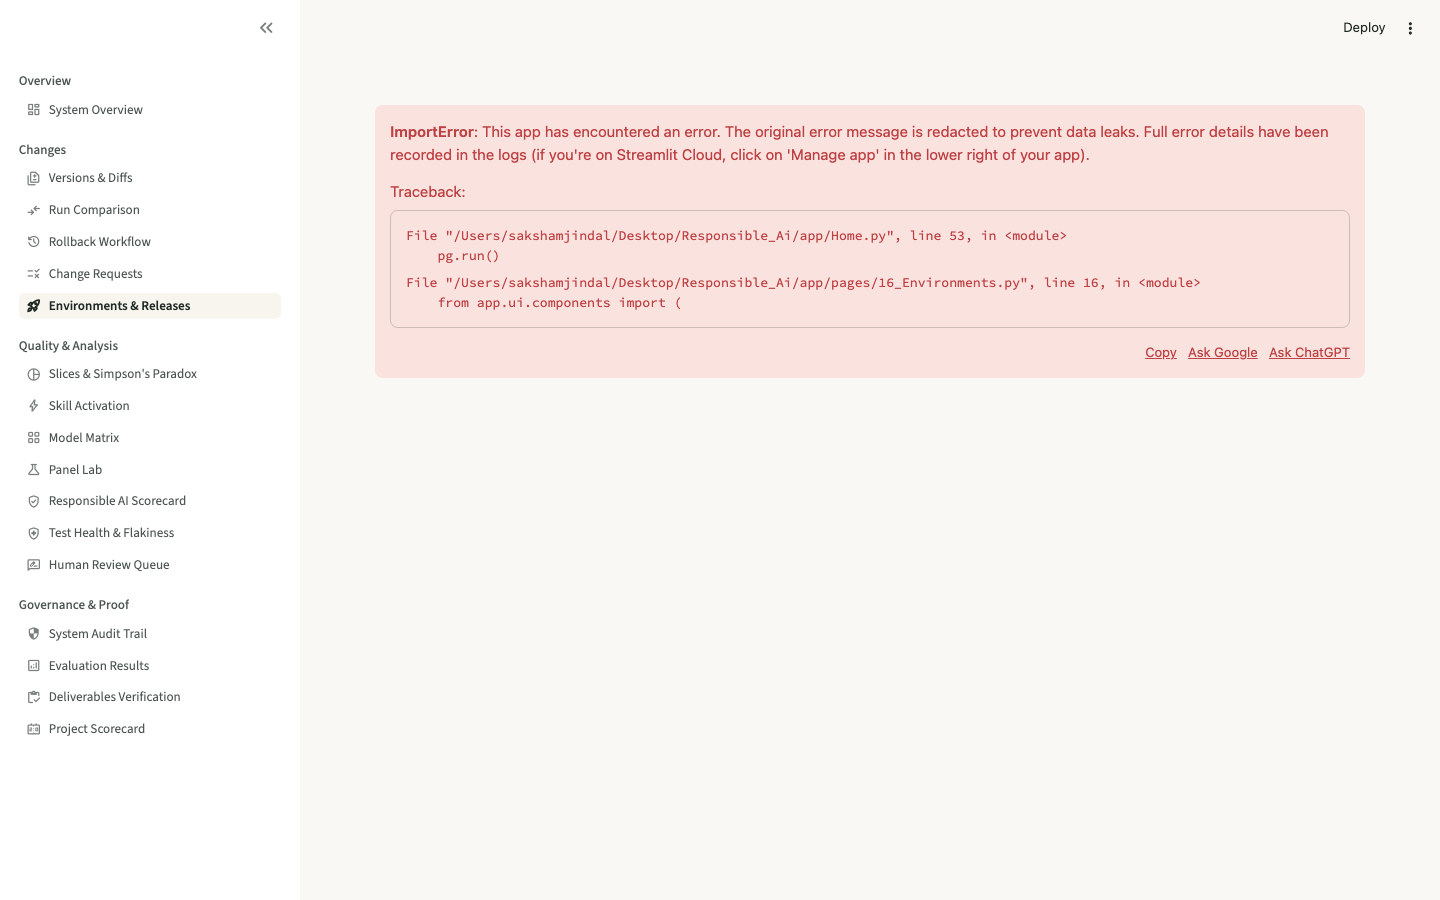 Deploy
Overview
System Overview
Changes
Versions & Diffs
Run Comparison
Rollback Workflow
Change Requests
Environments & Releases
Quality & Analysis
Slices & Simpson's Paradox
Skill Activation
Model Matrix
Panel Lab
Responsible AI Scorecard
Test Health & Flakiness
Human Review Queue
Governance & Proof
System Audit Trail
Evaluation Results
Deliverables Verification
Project Scorecard
ImportError: This app has encountered an error. The original error message is redacted to prevent data leaks. Full error details have been
recorded in the logs (if you're on Streamlit Cloud, click on 'Manage app' in the lower right of your app).
Traceback:
File "/Users/sakshamjindal/Desktop/Responsible_Ai/app/Home.py", line 53, in <module>
    pg.run()
File "/Users/sakshamjindal/Desktop/Responsible_Ai/app/pages/16_Environments.py", line 16, in <module>
    from app.ui.components import (
Copy Ask Google Ask ChatGPT